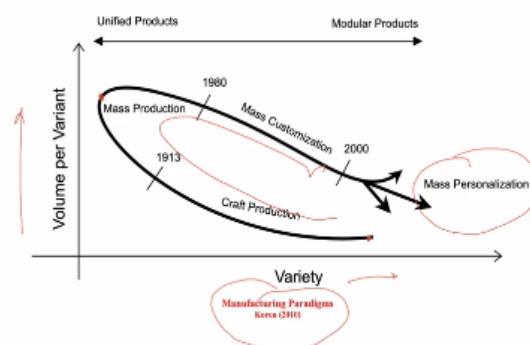 Unified Products
Modular Products
1980
Mass Production
Mass Customization
2000
1913
Mass Personalization
Craft Production
Volume per Variant
Variety
Manufacturing Paradigms
Koren (2010)